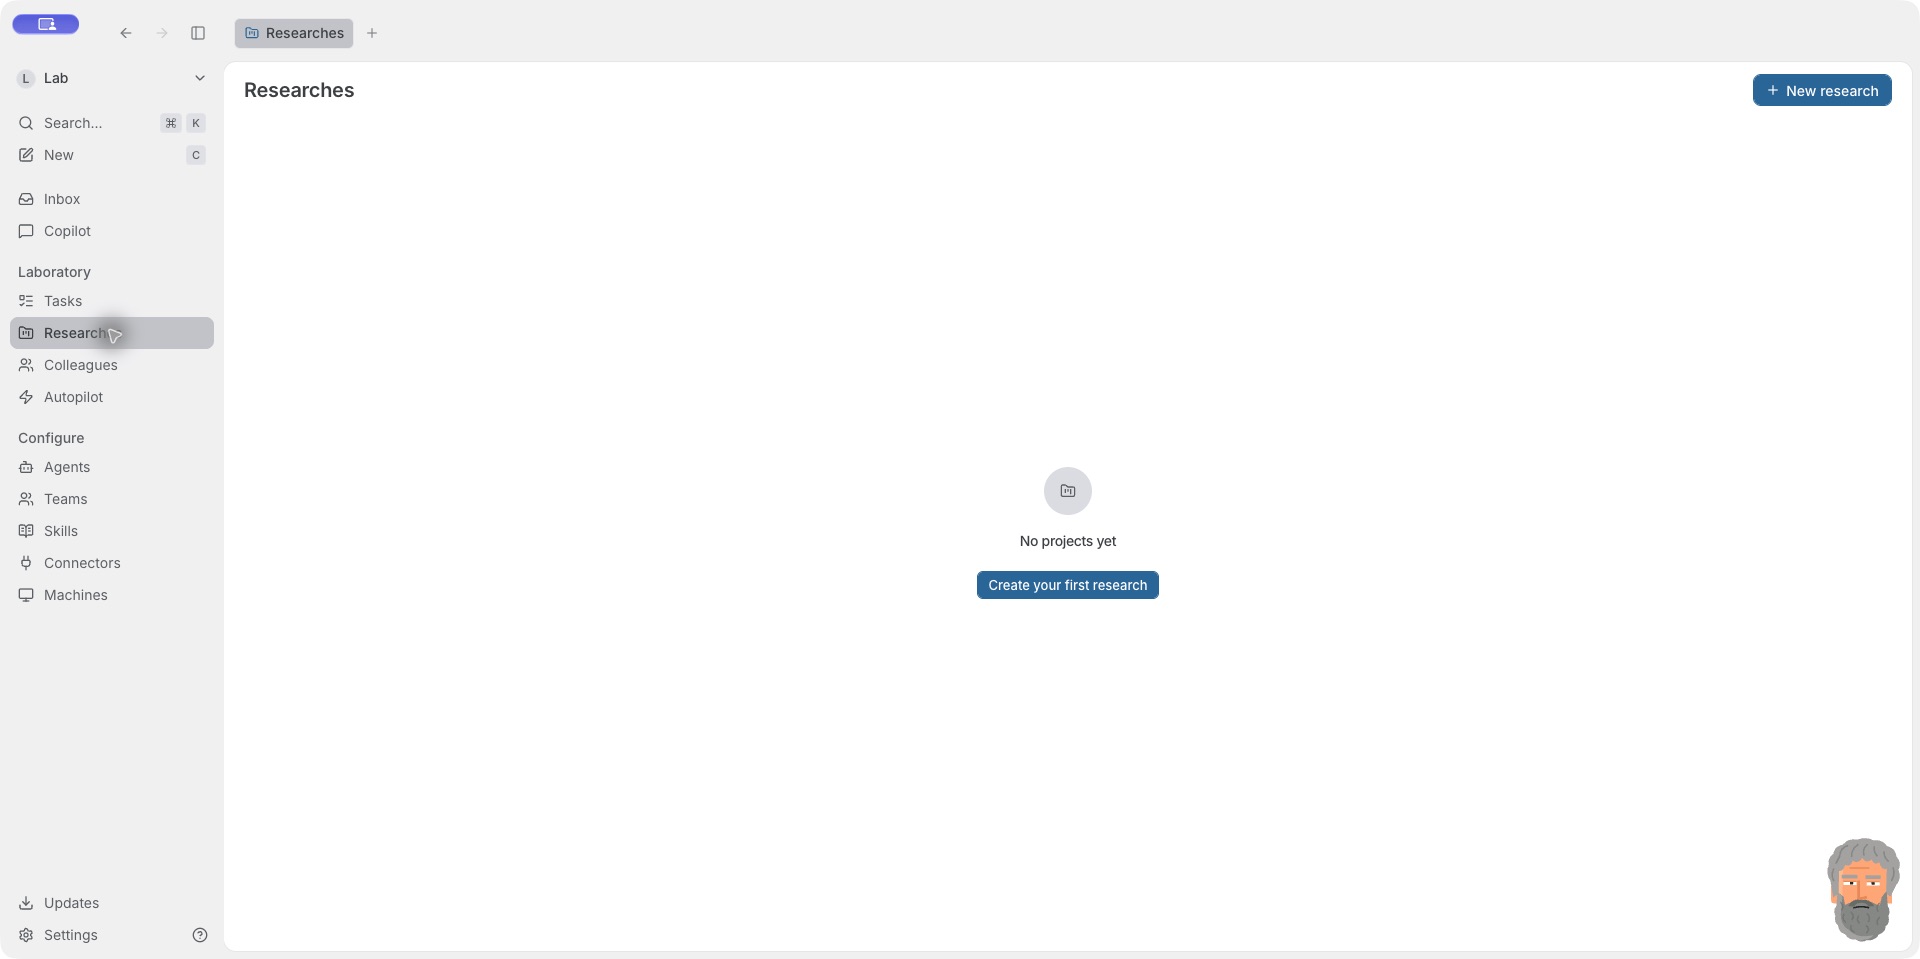 Researches
L Lab
Search... ⌘ K
New C
Inbox
Copilot
Laboratory
Tasks
Colleagues
Autopilot
Configure
Agents
Teams
Skills
Connectors
Machines
Updates
Settings
Researches
+ New research
No projects yet
Create your first research